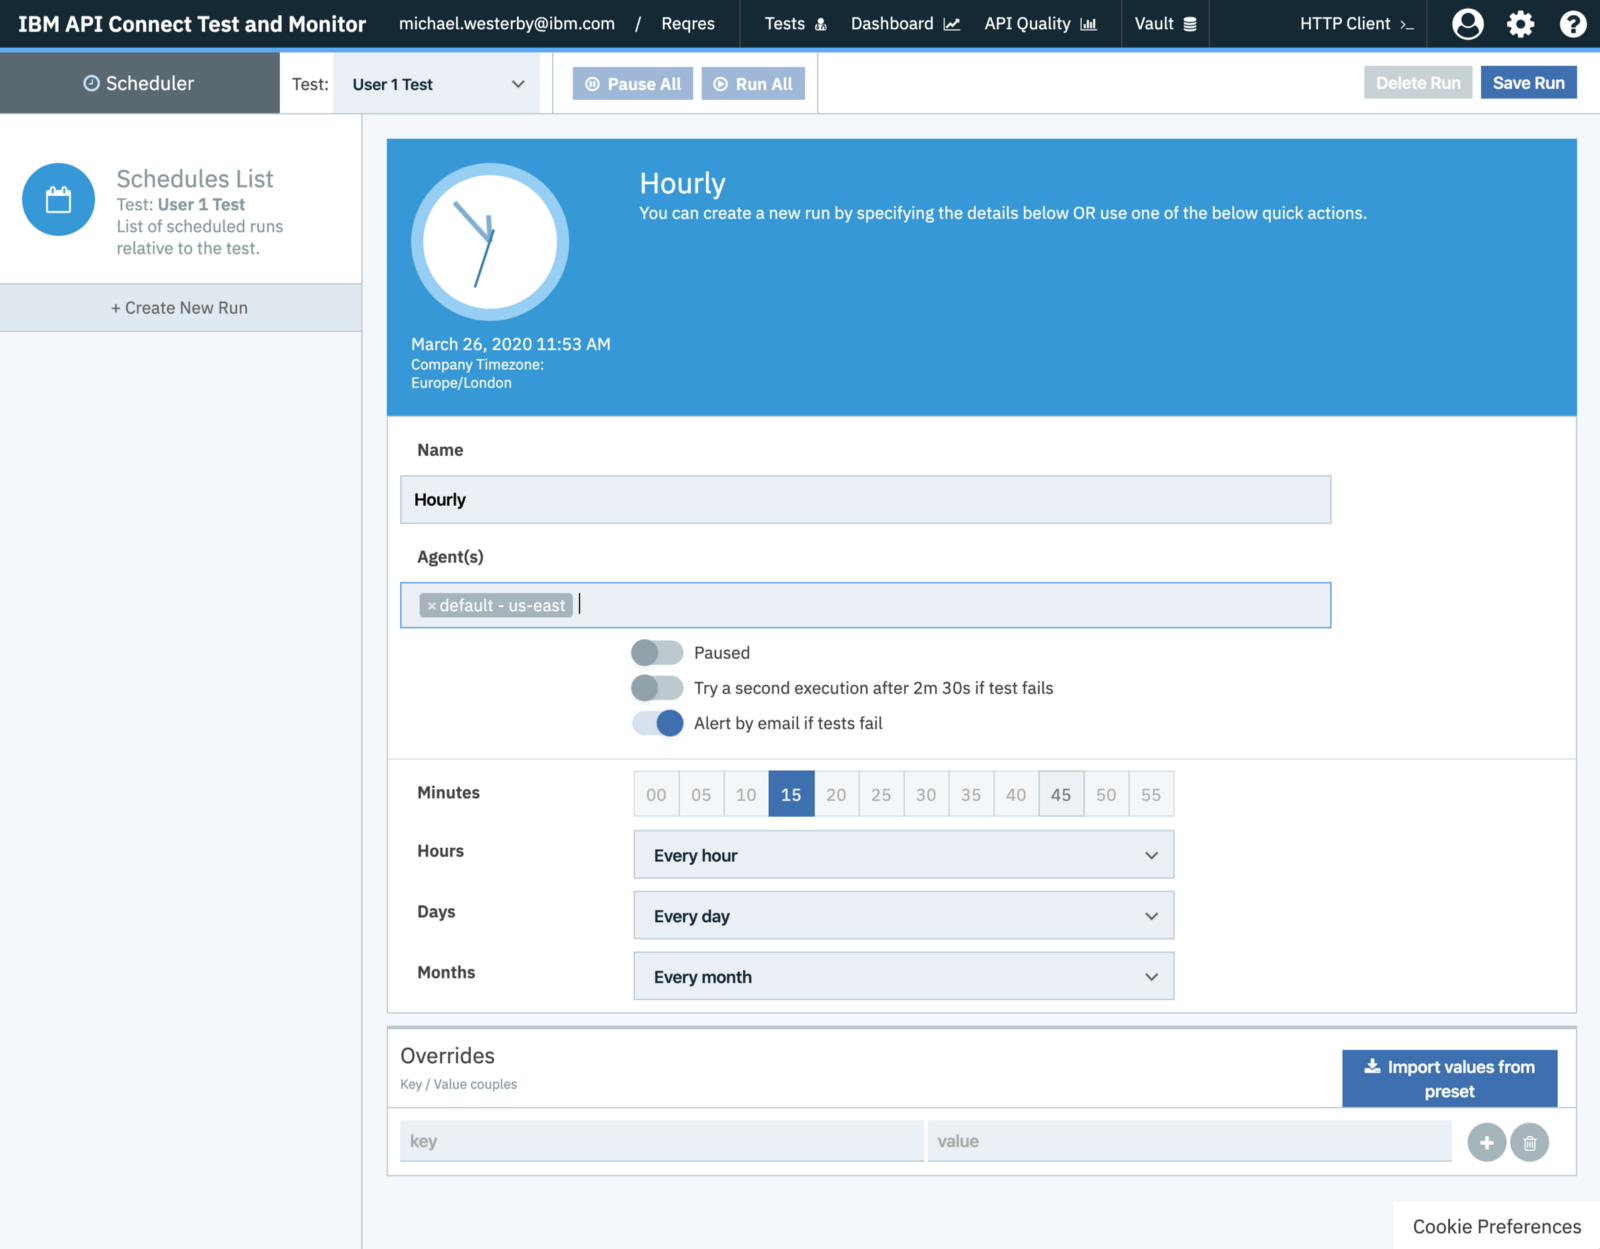 IBM API Connect Test and Monitor michael.westerby@ibm.com / Reqres Tests Dashboard API Quality Vault HTTP Client >_
Scheduler Test: User 1 Test Pause All Run All Delete Run Save Run
Schedules List
Test: User 1 Test
List of scheduled runs
relative to the test.
+ Create New Run
Hourly
You can create a new run by specifying the details below OR use one of the below quick actions.
March 26, 2020 11:53 AM
Company Timezone:
Europe/London
Name
Hourly
Agent(s)
× default - us-east
Paused
Try a second execution after 2m 30s if test fails
Alert by email if tests fail
Minutes 00 05 10 15 20 25 30 35 40 45 50 55
Hours Every hour
Days Every day
Months Every month
Overrides
Key / Value couples
Import values from
preset
key value
Cookie Preferences